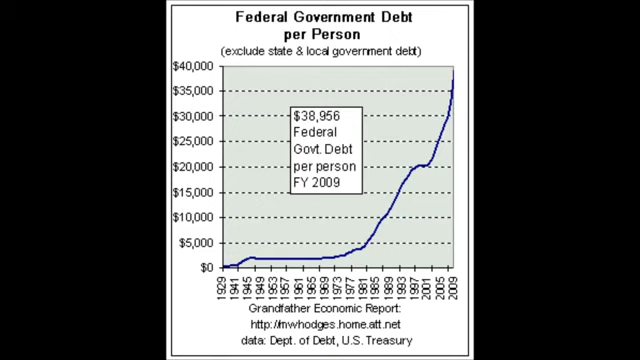 Federal Government Debt
per Person
(exclude state & local government debt)
$40,000
$35,000
$30,000
$25,000
$20,000
$15,000
$10,000
$5,000
$0
$38,956
Federal
Govt. Debt
per person
FY 2009
1929
1941
1945
1949
1953
1957
1961
1965
1969
1973
1977
1981
1985
1989
1993
1997
2001
2005
2009
Grandfather Economic Report:
http://mwhodges.home.att.net
data: Dept. of Debt, U.S. Treasury